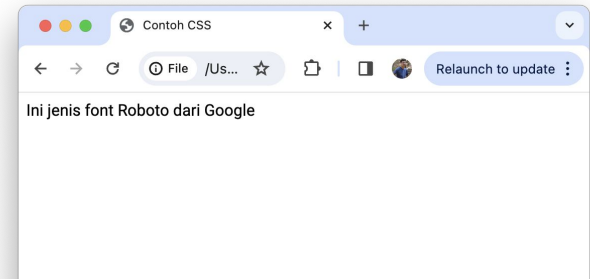 Contoh CSS
File /Us... Relaunch to update
Ini jenis font Roboto dari Google